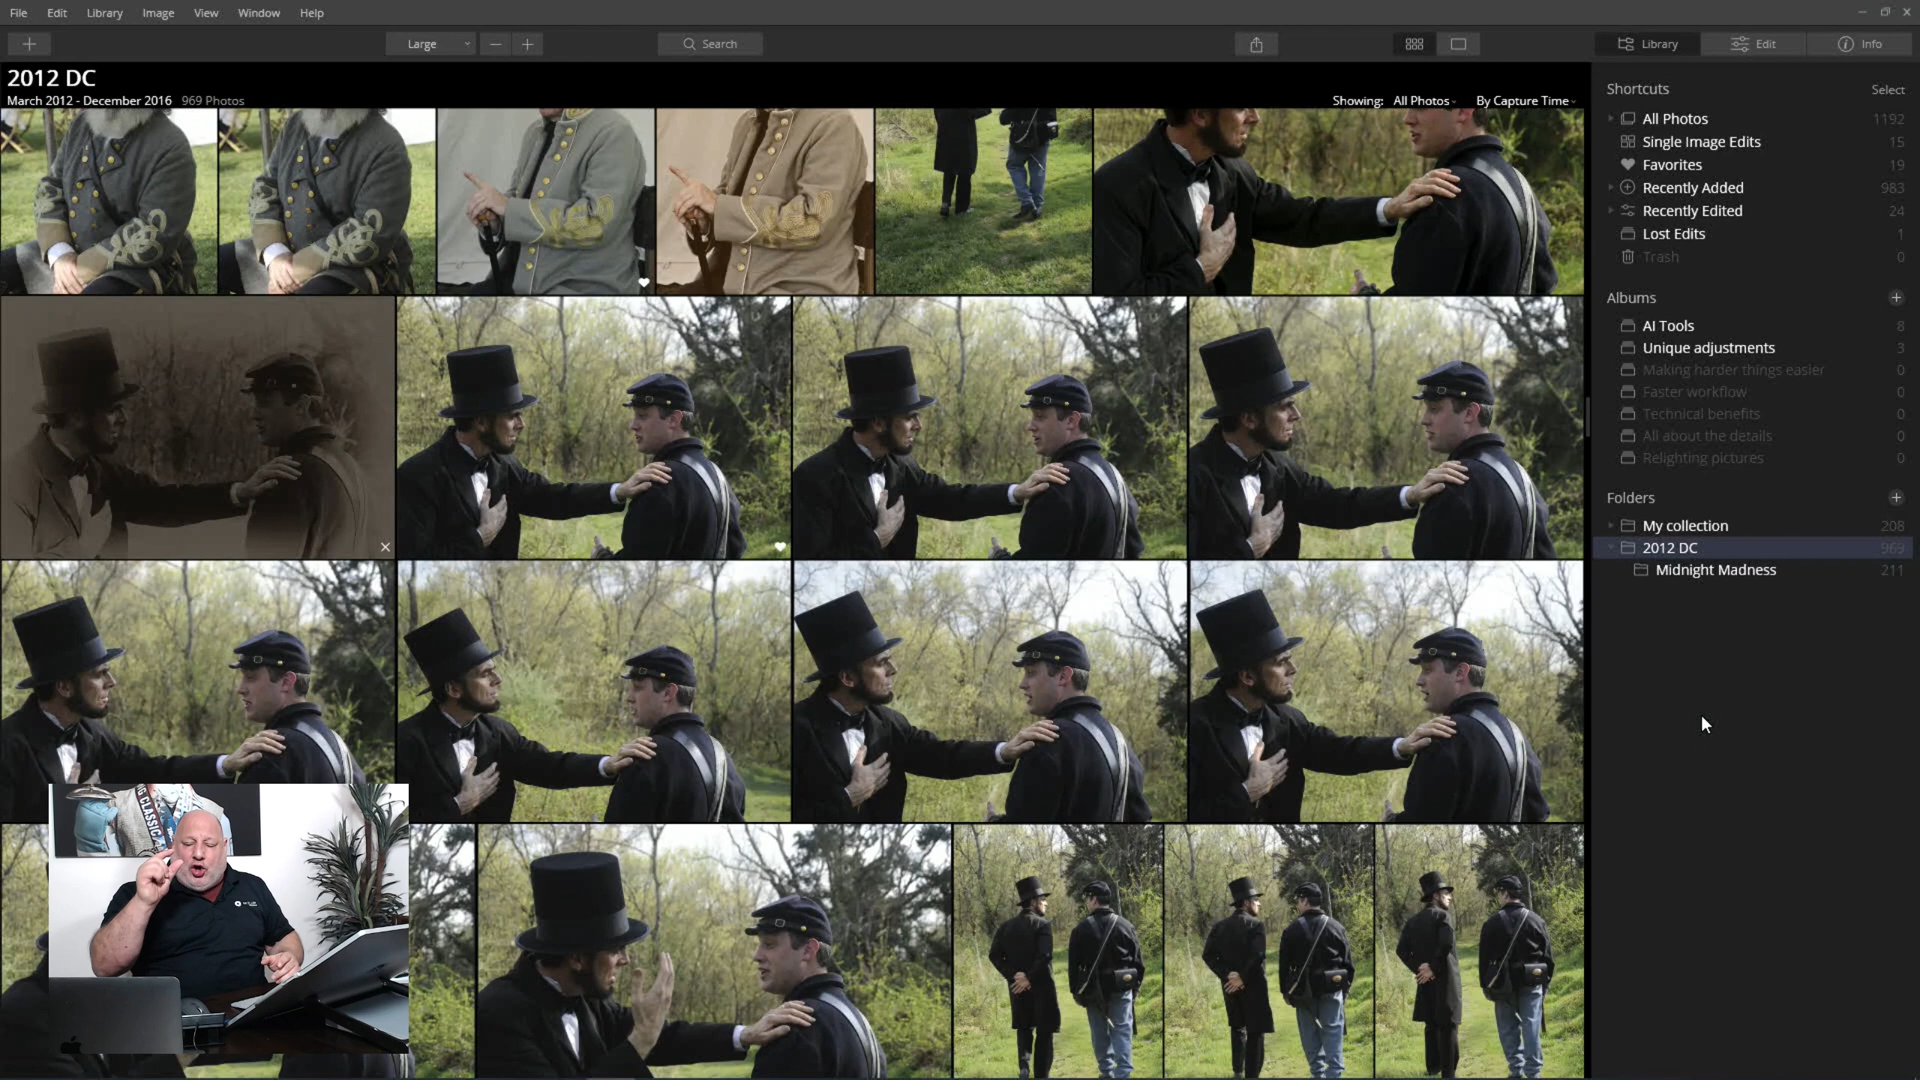 File Edit Library Image View Window Help
Large Search Library Edit Info
2012 DC
March 2012 - December 2016 969 Photos Showing: All Photos By Capture Time
Shortcuts Select
All Photos 1192
Single Image Edits 15
Favorites 19
Recently Added 983
Recently Edited 24
Lost Edits 1
Trash 0
Albums
AI Tools 8
Unique adjustments 3
Making harder things easier 0
Faster workflow 0
Technical benefits 0
All about the details 0
Relighting pictures 0
Folders
My collection 208
2012 DC 969
Midnight Madness 211
CLASSIC